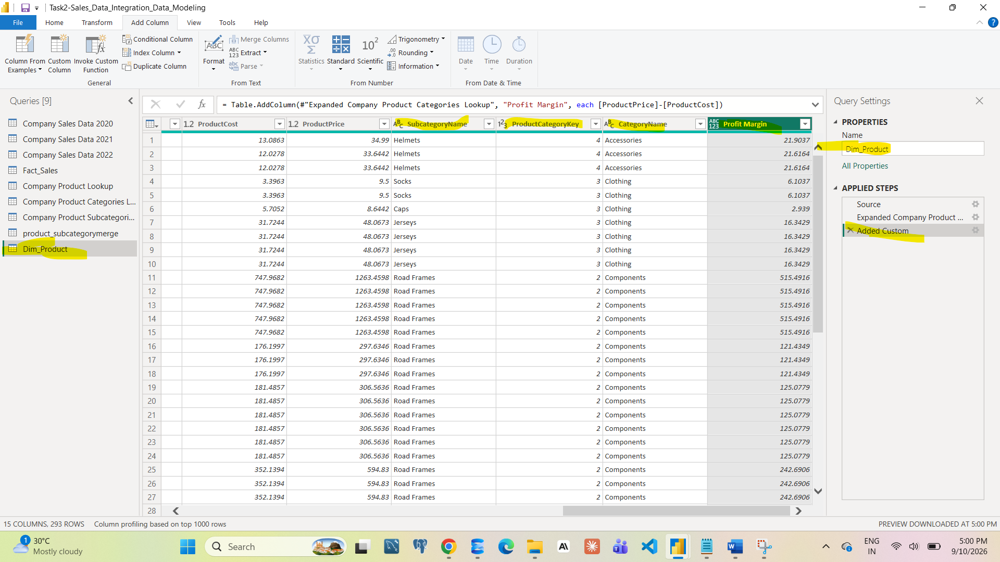 Task2-Sales_Data_Integration_Data_Modeling
File Home Transform Add Column View Tools Help
Column From Examples
Custom Column
Invoke Custom Function
Conditional Column
Index Column
Duplicate Column
General
Format
Merge Columns
Extract
Parse
From Text
Statistics
Standard
Scientific
Trigonometry
Rounding
Information
From Number
Date
Time
Duration
From Date & Time
Queries [9]
Company Sales Data 2020
Company Sales Data 2021
Company Sales Data 2022
Fact_Sales
Company Product Lookup
Company Product Categories L...
Company Product Subcategori...
product_subcategorymerge
Dim_Product
= Table.AddColumn(#"Expanded Company Product Categories Lookup", "Profit Margin", each [ProductPrice]-[ProductCost])
1.2 ProductCost 1.2 ProductPrice ABC SubcategoryName 123 ProductCategoryKey ABC CategoryName ABC 123 Profit Margin
1 13.0863 34.99 Helmets 4 Accessories 21.9037
2 12.0278 33.6442 Helmets 4 Accessories 21.6164
3 12.0278 33.6442 Helmets 4 Accessories 21.6164
4 3.3963 9.5 Socks 3 Clothing 6.1037
5 3.3963 9.5 Socks 3 Clothing 6.1037
6 5.7052 8.6442 Caps 3 Clothing 2.939
7 31.7244 48.0673 Jerseys 3 Clothing 16.3429
8 31.7244 48.0673 Jerseys 3 Clothing 16.3429
9 31.7244 48.0673 Jerseys 3 Clothing 16.3429
10 31.7244 48.0673 Jerseys 3 Clothing 16.3429
11 747.9682 1263.4598 Road Frames 2 Components 515.4916
12 747.9682 1263.4598 Road Frames 2 Components 515.4916
13 747.9682 1263.4598 Road Frames 2 Components 515.4916
14 747.9682 1263.4598 Road Frames 2 Components 515.4916
15 747.9682 1263.4598 Road Frames 2 Components 515.4916
16 176.1997 297.6346 Road Frames 2 Components 121.4349
17 176.1997 297.6346 Road Frames 2 Components 121.4349
18 176.1997 297.6346 Road Frames 2 Components 121.4349
19 181.4857 306.5636 Road Frames 2 Components 125.0779
20 181.4857 306.5636 Road Frames 2 Components 125.0779
21 181.4857 306.5636 Road Frames 2 Components 125.0779
22 181.4857 306.5636 Road Frames 2 Components 125.0779
23 181.4857 306.5636 Road Frames 2 Components 125.0779
24 181.4857 306.5636 Road Frames 2 Components 125.0779
25 352.1394 594.83 Road Frames 2 Components 242.6906
26 352.1394 594.83 Road Frames 2 Components 242.6906
27 352.1394 594.83 Road Frames 2 Components 242.6906
28
Query Settings
PROPERTIES
Name
Dim_Product
All Properties
APPLIED STEPS
Source
Expanded Company Product ...
Added Custom
15 COLUMNS, 293 ROWS Column profiling based on top 1000 rows PREVIEW DOWNLOADED AT 5:00 PM
1
30°C
Mostly cloudy
Search
ENG
IN
5:00 PM
9/10/2026